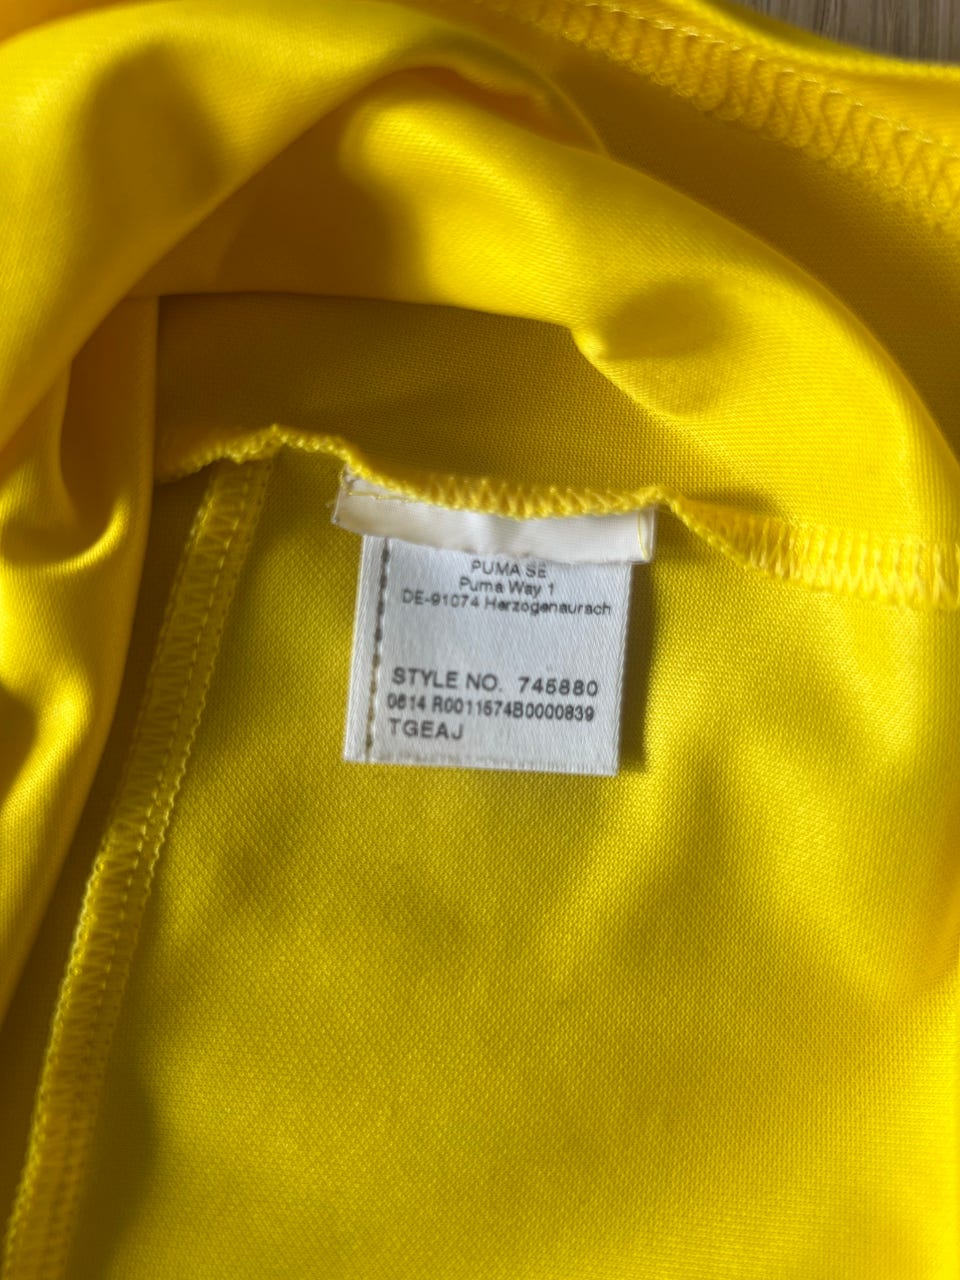 PUMA SE
Puma Way 1
DE-91074 Herzogenaurach
STYLE NO. 745880
0614 R0011574B0000839
TGEAJ